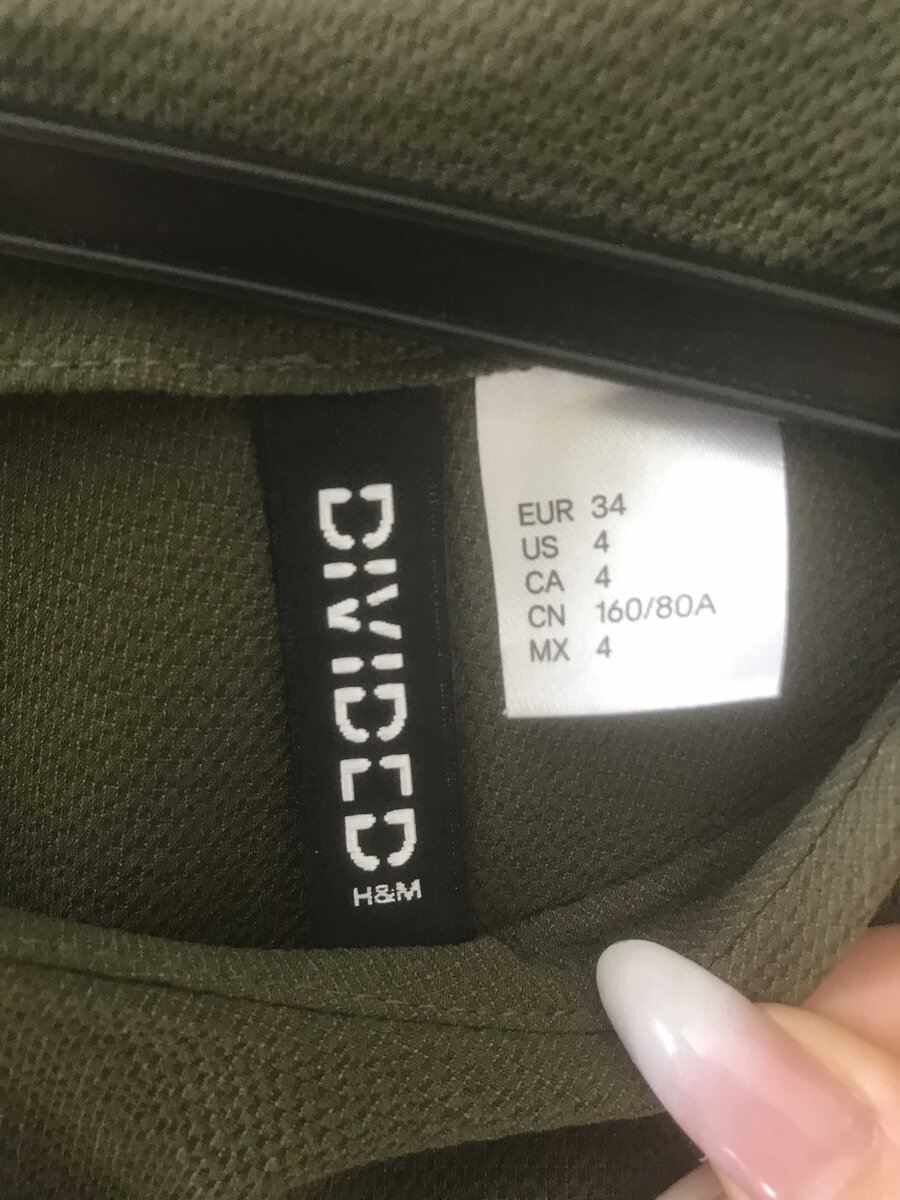 DIVIDED
H&M
EUR 34
US 4
CA 4
CN 160/80A
MX 4